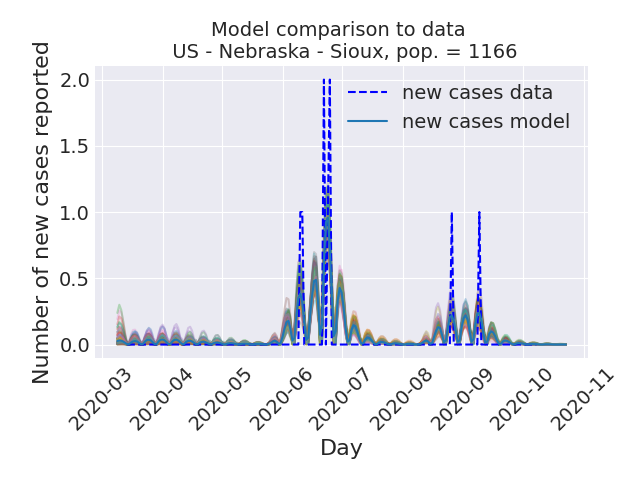 Model comparison to data
US - Nebraska - Sioux, pop. = 1166
Number of new cases reported
2.0
1.5
1.0
0.5
0.0
new cases data
new cases model
2020-03
2020-04
2020-05
2020-06
2020-07
2020-08
2020-09
2020-10
2020-11
Day